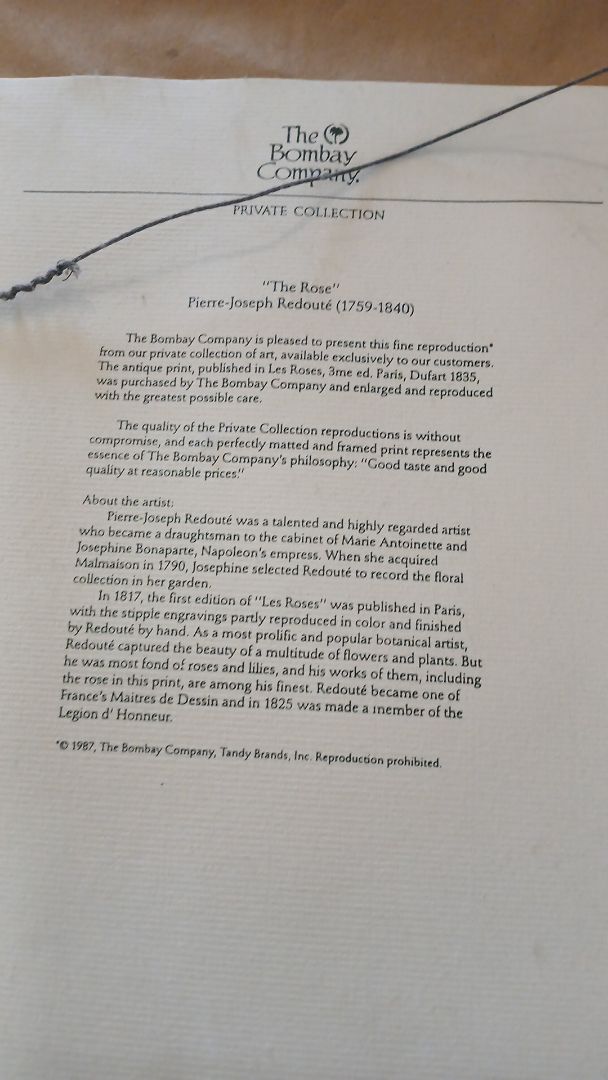 The
Bombay
Company.
PRIVATE COLLECTION
"The Rose"
Pierre-Joseph Redouté (1759-1840)
The Bombay Company is pleased to present this fine reproduction*
from our private collection of art, available exclusively to our customers.
The antique print, published in Les Roses, 3me ed. Paris, Dufart 1835,
was purchased by The Bombay Company and enlarged and reproduced
with the greatest possible care.
The quality of the Private Collection reproductions is without
compromise, and each perfectly matted and framed print represents the
essence of The Bombay Company's philosophy: "Good taste and good
quality at reasonable prices."
About the artist:
Pierre-Joseph Redouté was a talented and highly regarded artist
who became a draughtsman to the cabinet of Marie Antoinette and
Josephine Bonaparte, Napoleon's empress. When she acquired
Malmaison in 1790, Josephine selected Redouté to record the floral
collection in her garden.
In 1817, the first edition of "Les Roses" was published in Paris,
with the stipple engravings partly reproduced in color and finished
by Redouté by hand. As a most prolific and popular botanical artist,
Redouté captured the beauty of a multitude of flowers and plants. But
he was most fond of roses and lilies, and his works of them, including
the rose in this print, are among his finest. Redouté became one of
France's Maitres de Dessin and in 1825 was made a member of the
Legion d' Honneur.
*© 1987, The Bombay Company, Tandy Brands, Inc. Reproduction prohibited.